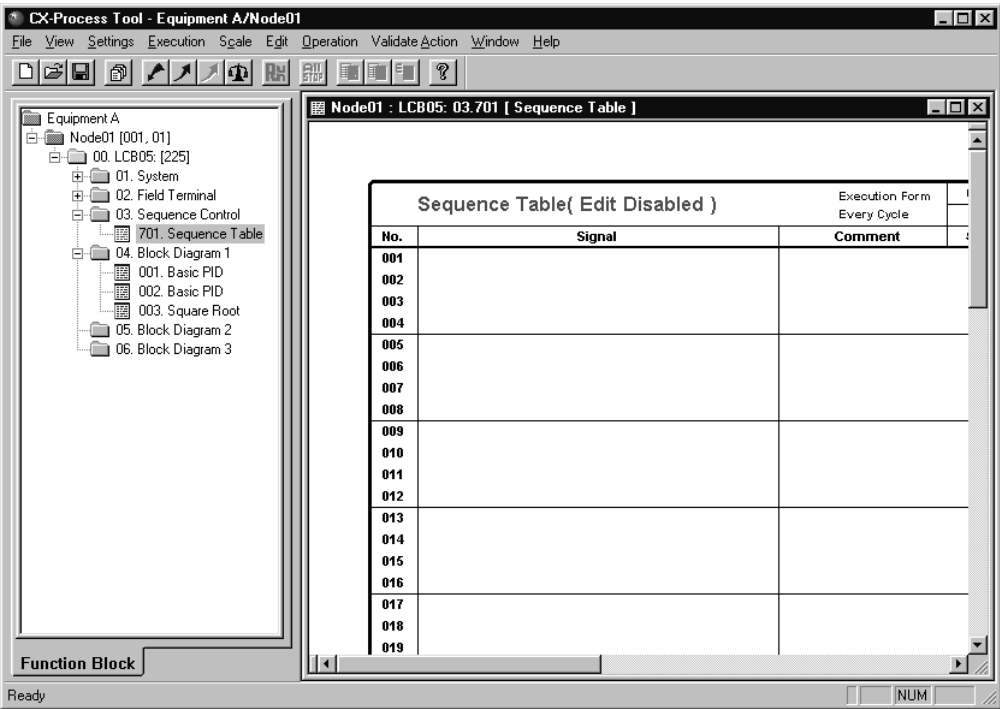 CX-Process Tool - Equipment A/Node01
File View Settings Execution Scale Edit Operation Validate Action Window Help
Equipment A
Node01 [001, 01]
00. LCB05: [225]
01. System
02. Field Terminal
03. Sequence Control
701. Sequence Table
04. Block Diagram 1
001. Basic PID
002. Basic PID
003. Square Root
05. Block Diagram 2
06. Block Diagram 3
Function Block
Node01 : LCB05: 03.701 [ Sequence Table ]
Sequence Table( Edit Disabled )
Execution Form
Every Cycle
No. Signal Comment
001
002
003
004
005
006
007
008
009
010
011
012
013
014
015
016
017
018
019
Ready
NUM